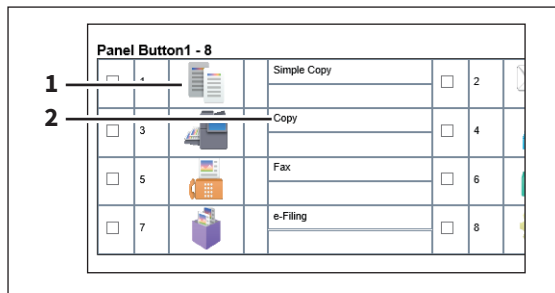 Panel Button1 - 8
1
2
1 Simple Copy 2
3 Copy 4
5 Fax 6
7 e-Filing 8